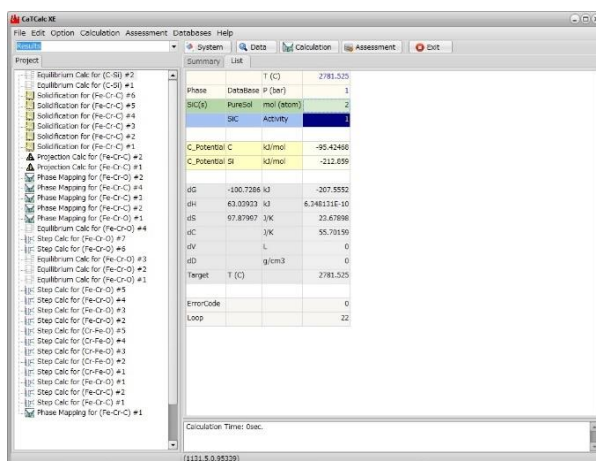 CaTCalc XE
File Edit Option Calculation Assessment Databases Help
Results System Data Calculation Assessment Exit
Project Summary List
Equilibrium Calc for (C-Si) #2
Equilibrium Calc for (C-Si) #1
Solidification for (Fe-Cr-C) #6
Solidification for (Fe-Cr-C) #5
Solidification for (Fe-Cr-C) #4
Solidification for (Fe-Cr-C) #3
Solidification for (Fe-Cr-C) #2
Solidification for (Fe-Cr-C) #1
Projection Calc for (Fe-Cr-C) #2
Projection Calc for (Fe-Cr-C) #1
Phase Mapping for (Fe-Cr-O) #2
Phase Mapping for (Fe-Cr-C) #4
Phase Mapping for (Fe-Cr-C) #3
Phase Mapping for (Fe-Cr-C) #2
Phase Mapping for (Fe-Cr-O) #1
Equilibrium Calc for (Fe-Cr-O) #4
Step Calc for (Fe-Cr-O) #7
Step Calc for (Fe-Cr-O) #6
Equilibrium Calc for (Fe-Cr-O) #3
Equilibrium Calc for (Fe-Cr-O) #2
Equilibrium Calc for (Fe-Cr-O) #1
Step Calc for (Fe-Cr-O) #5
Step Calc for (Fe-Cr-O) #4
Step Calc for (Fe-Cr-O) #3
Step Calc for (Fe-Cr-O) #2
Step Calc for (Cr-Fe-O) #5
Step Calc for (Cr-Fe-O) #4
Step Calc for (Cr-Fe-O) #3
Step Calc for (Cr-Fe-O) #2
Step Calc for (Cr-Fe-O) #1
Step Calc for (Fe-Cr-O) #1
Step Calc for (Fe-Cr-C) #2
Step Calc for (Fe-Cr-C) #1
Phase Mapping for (Fe-Cr-C) #1
T (C) 2781.525
Phase DataBase P (bar) 1
SiC(s) PureSol mol (atom) 2
SiC Activity 1
C_Potential C kJ/mol -95.42468
C_Potential Si kJ/mol -212.859
dG -100.7286 kJ -207.5552
dH 63.03933 kJ 6.348131E-10
dS 97.87997 J/K 23.67898
dC J/K 55.70159
dV L 0
dD g/cm3 0
Target T (C) 2781.525
ErrorCode 0
Loop 22
Calculation Time: 0sec.
[1131.5.0.95339]